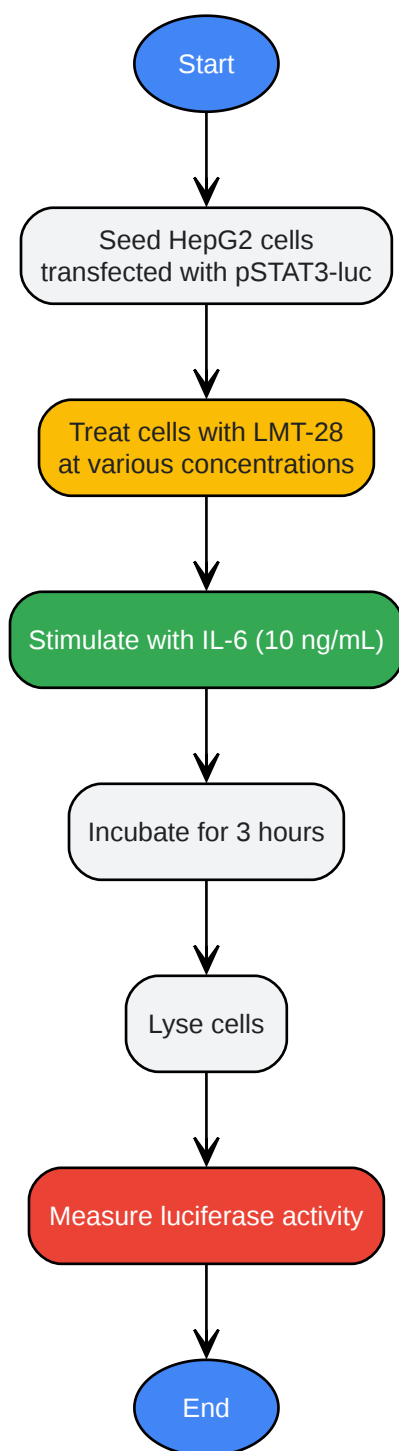 Start
Seed HepG2 cells
transfected with pSTAT3-luc
Treat cells with LMT-28
at various concentrations
Stimulate with IL-6 (10 ng/mL)
Incubate for 3 hours
Lyse cells
Measure luciferase activity
End